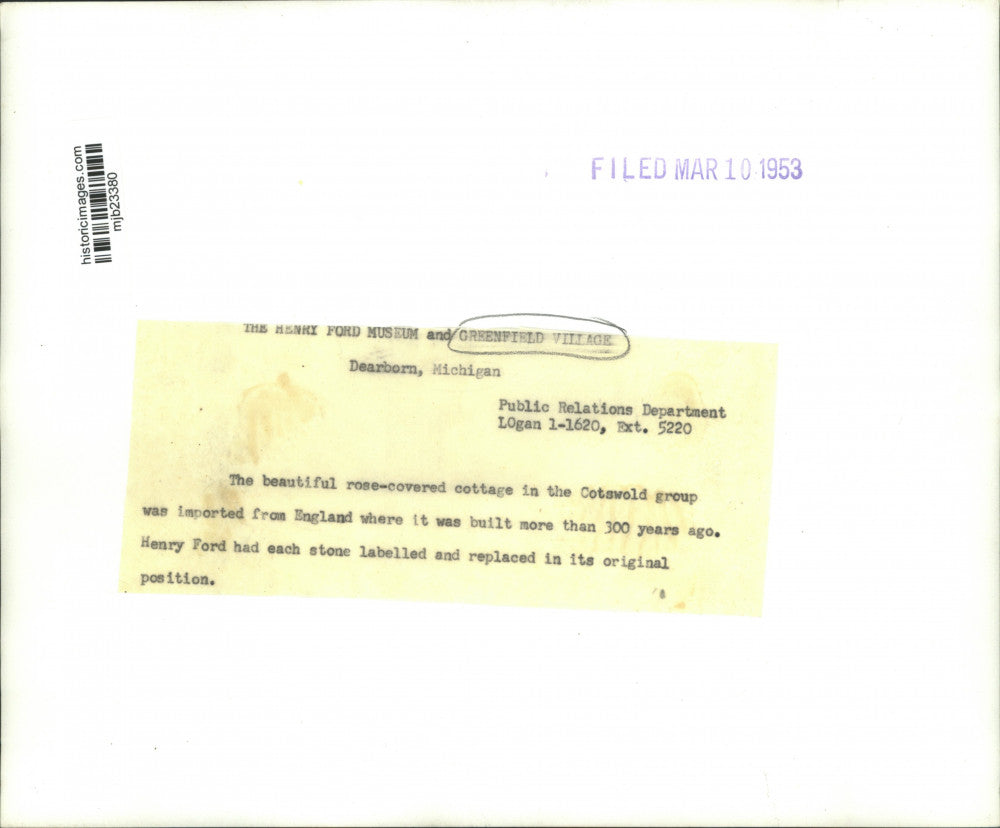 historicimages.com
mjb23380
FILED MAR 10 1953
THE HENRY FORD MUSEUM and GREENFIELD VILLAGE
Dearborn, Michigan
Public Relations Department
LOgan 1-1620, Ext. 5220
The beautiful rose-covered cottage in the Cotswold group
was imported from England where it was built more than 300 years ago.
Henry Ford had each stone labelled and replaced in its original
position.